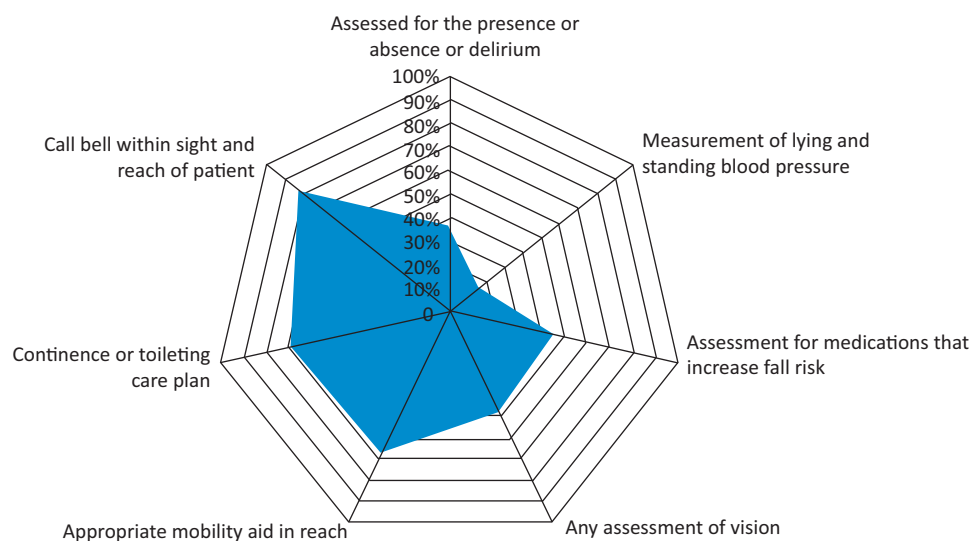 Assessed for the presence or
absence or delirium
100%
90%
80%
70%
60%
50%
40%
30%
20%
10%
0
Measurement of lying and
standing blood pressure
Assessment for medications that
increase fall risk
Any assessment of vision
Appropriate mobility aid in reach
Continence or toileting
care plan
Call bell within sight and
reach of patient